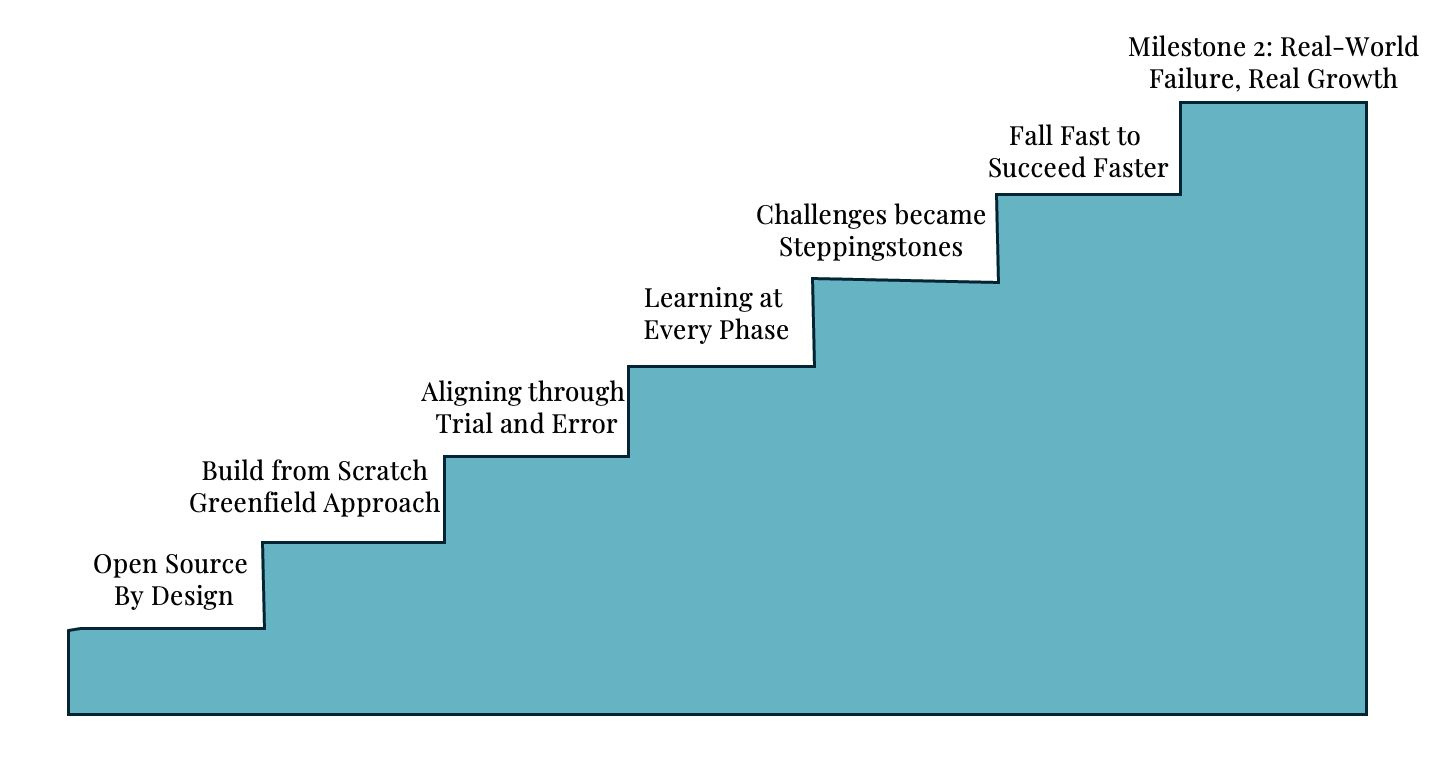 Milestone 2: Real-World
Failure, Real Growth
Fall Fast to
Succeed Faster
Challenges became
Steppingstones
Learning at
Every Phase
Aligning through
Trial and Error
Build from Scratch
Greenfield Approach
Open Source
By Design